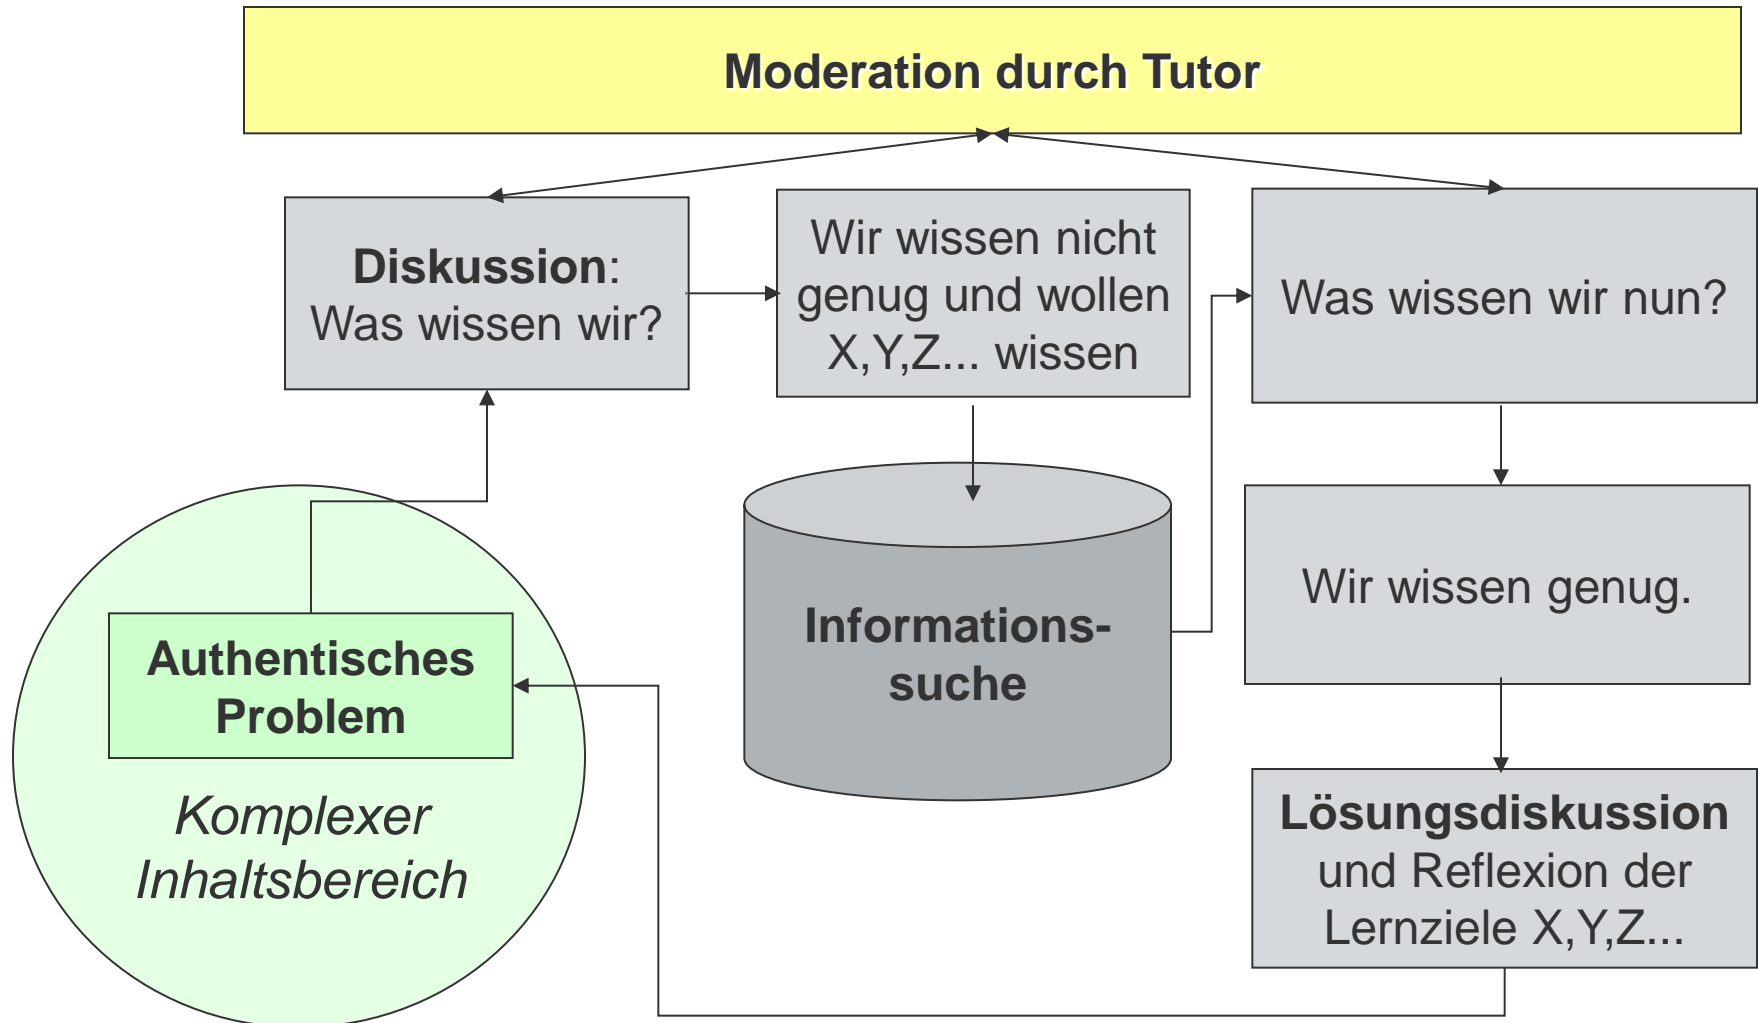 Moderation durch Tutor
Diskussion:
Was wissen wir?
Wir wissen nicht
genug und wollen
X,Y,Z... wissen
Was wissen wir nun?
Informations-
suche
Wir wissen genug.
Authentisches
Problem
Komplexer
Inhaltsbereich
Lösungsdiskussion
und Reflexion der
Lernziele X,Y,Z...